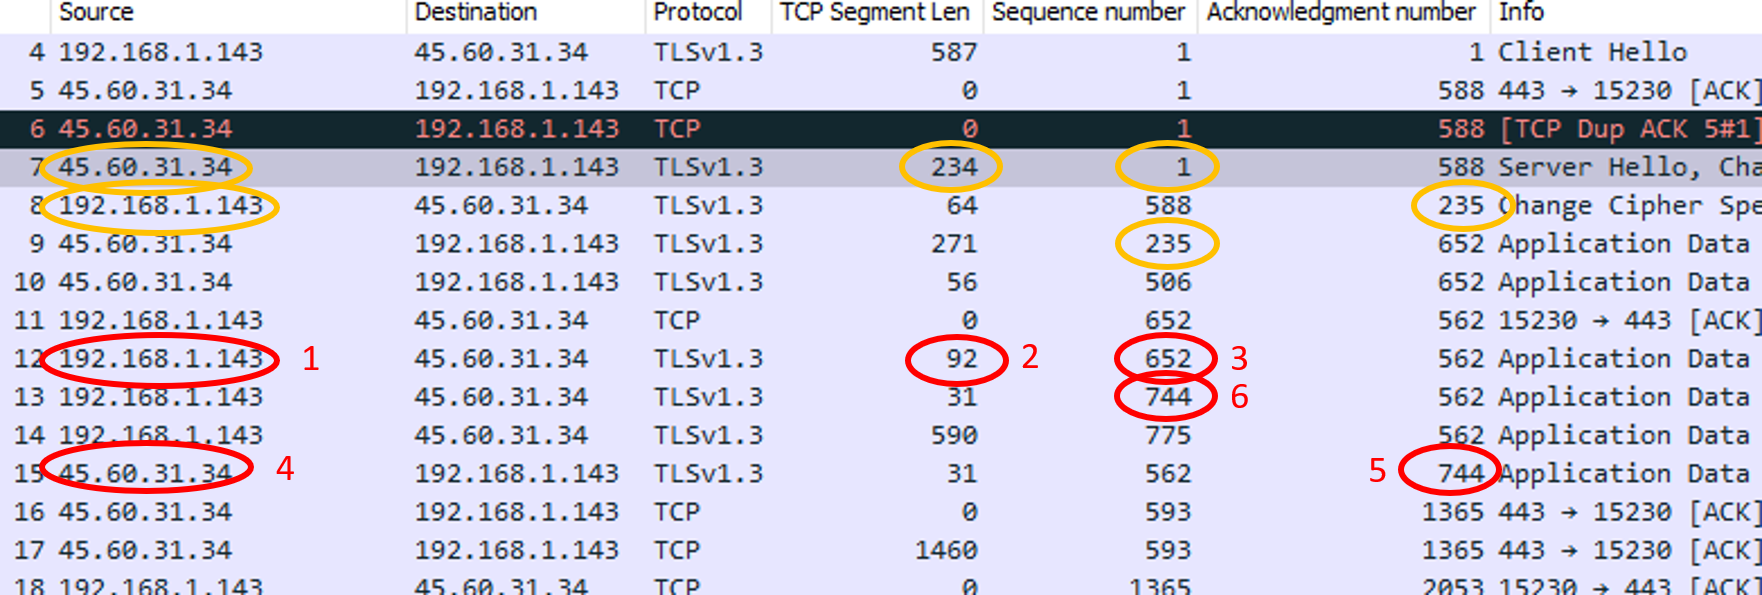 Source Destination Protocol TCP Segment Len Sequence number Acknowledgment number Info
4 192.168.1.143 45.60.31.34 TLSv1.3 587 1 1 Client Hello
5 45.60.31.34 192.168.1.143 TCP 0 1 588 443 → 15230 [ACK]
6 45.60.31.34 192.168.1.143 TCP 0 1 588 [TCP Dup ACK 5#1]
7 45.60.31.34 192.168.1.143 TLSv1.3 234 1 588 Server Hello, Cha
8 192.168.1.143 45.60.31.34 TLSv1.3 64 588 235 Change Cipher Spe
9 45.60.31.34 192.168.1.143 TLSv1.3 271 235 652 Application Data
10 45.60.31.34 192.168.1.143 TLSv1.3 56 506 652 Application Data
11 192.168.1.143 45.60.31.34 TCP 0 652 562 15230 → 443 [ACK]
12 192.168.1.143 1 45.60.31.34 TLSv1.3 92 2 652 3 562 Application Data
13 192.168.1.143 45.60.31.34 TLSv1.3 31 744 6 562 Application Data
14 192.168.1.143 45.60.31.34 TLSv1.3 590 775 562 Application Data
15 45.60.31.34 4 192.168.1.143 TLSv1.3 31 562 5 744 Application Data
16 45.60.31.34 192.168.1.143 TCP 0 593 1365 443 → 15230 [ACK]
17 45.60.31.34 192.168.1.143 TCP 1460 593 1365 443 → 15230 [ACK]
18 192.168.1.143 45.60.31.34 TCP 0 1365 2053 15230 → 443 [ACK]